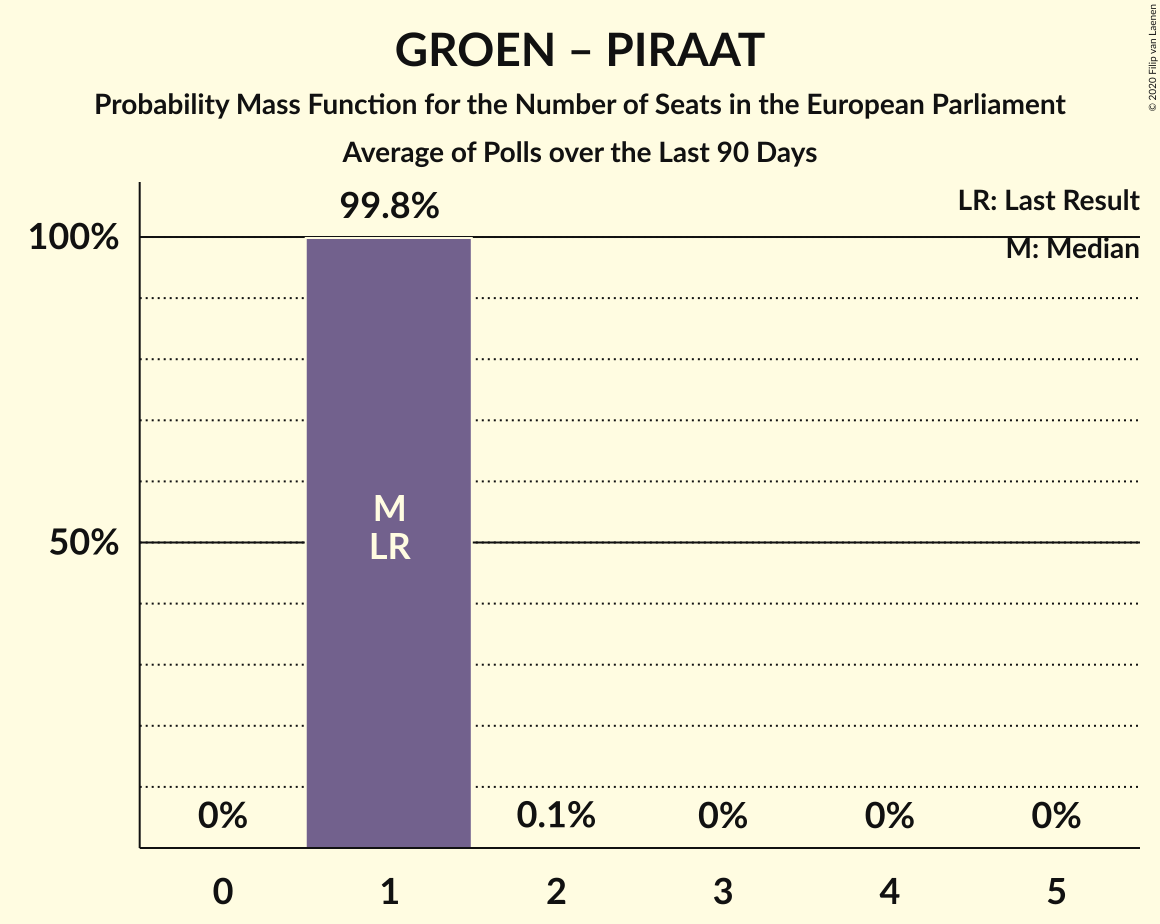 GROEN – PIRAAT
Probability Mass Function for the Number of Seats in the European Parliament
Average of Polls over the Last 90 Days
© 2020 Filip van Laenen
LR: Last Result
M: Median
99.8%
100%
50%
M
LR
0%
0.1%
0%
0%
0%
0
1
2
3
4
5